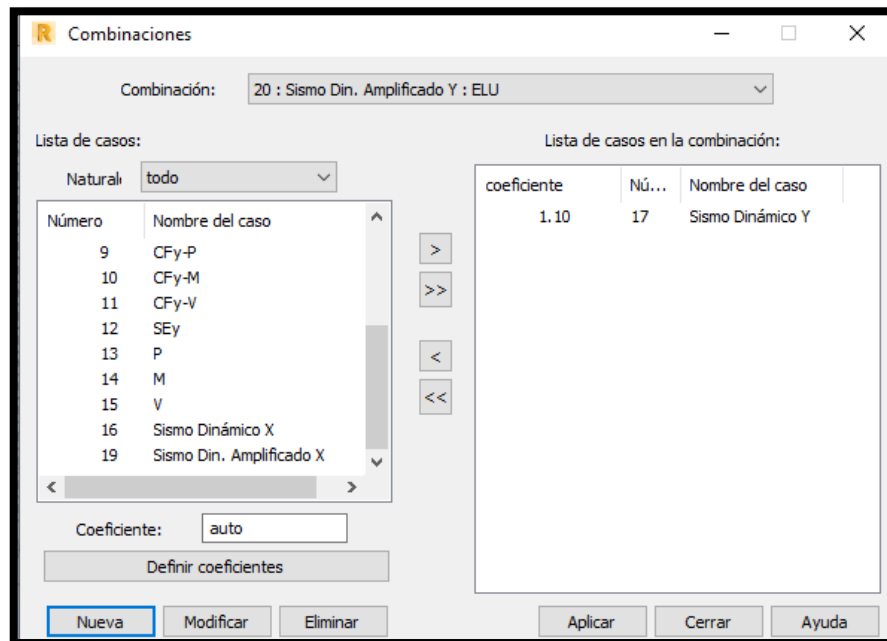 R Combinaciones
Combinación: 20 : Sismo Din. Amplificado Y : ELU
Lista de casos:
Naturale todo
Número Nombre del caso
9 CFy-P
10 CFy-M
11 CFy-V
12 SEy
13 P
14 M
15 V
16 Sismo Dinámico X
19 Sismo Din. Amplificado X
Coeficiente: auto
Definir coeficientes
Nueva Modificar Eliminar
>
>>
<
<<
Lista de casos en la combinación:
coeficiente Nú... Nombre del caso
1.10 17 Sismo Dinámico Y
Aplicar Cerrar Ayuda